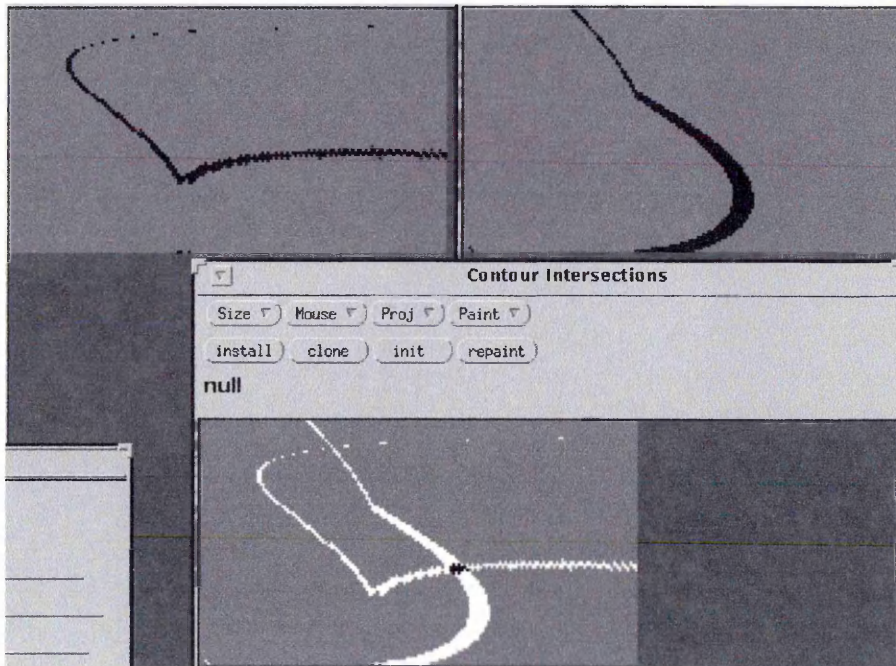 Contour Intersections
Size Mouse Proj Paint
install clone init repaint
null